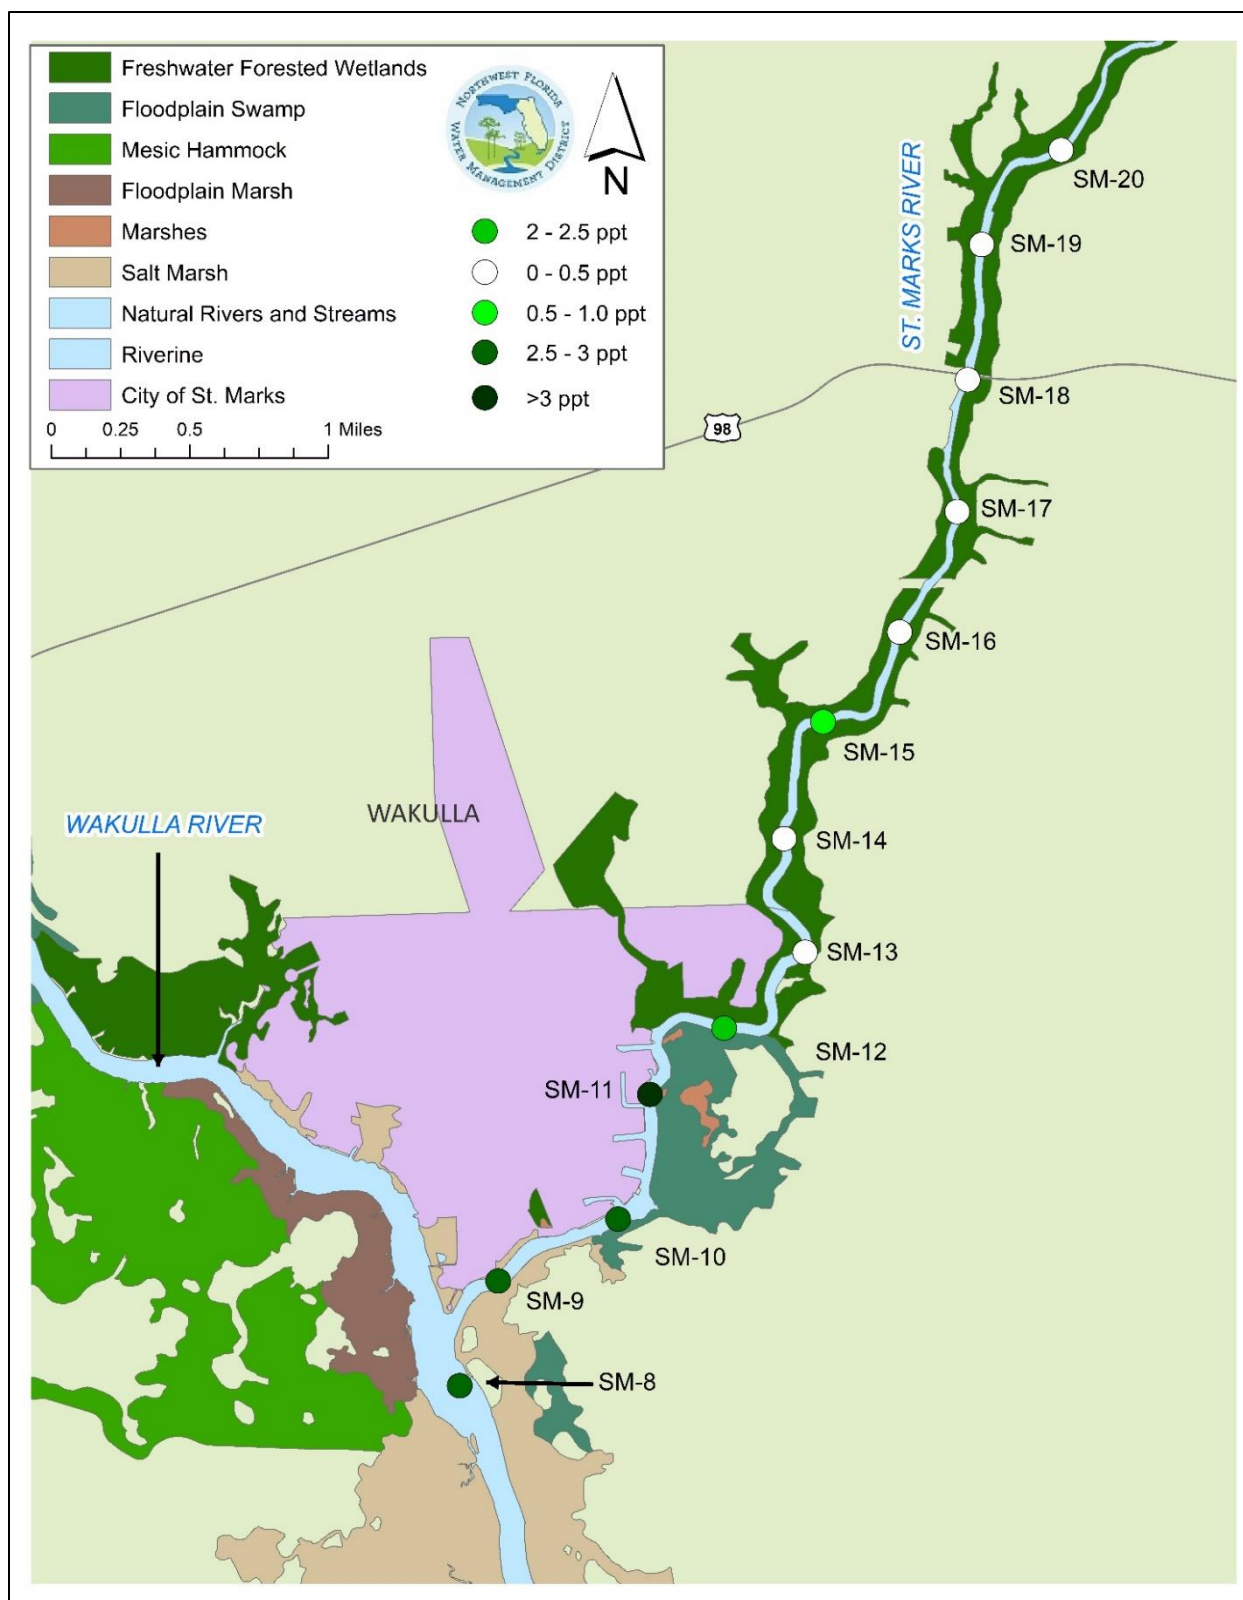 Freshwater Forested Wetlands
Floodplain Swamp
Mesic Hammock
Floodplain Marsh
Marshes
Salt Marsh
Natural Rivers and Streams
Riverine
City of St. Marks
0 0.25 0.5 1 Miles
NORTHWEST FLORIDA
WATER MANAGEMENT DISTRICT
N
2 - 2.5 ppt
0 - 0.5 ppt
0.5 - 1.0 ppt
2.5 - 3 ppt
>3 ppt
ST. MARKS RIVER
SM-20
SM-19
SM-18
98
SM-17
SM-16
SM-15
WAKULLA
WAKULLA RIVER
SM-14
SM-13
SM-12
SM-11
SM-10
SM-9
SM-8